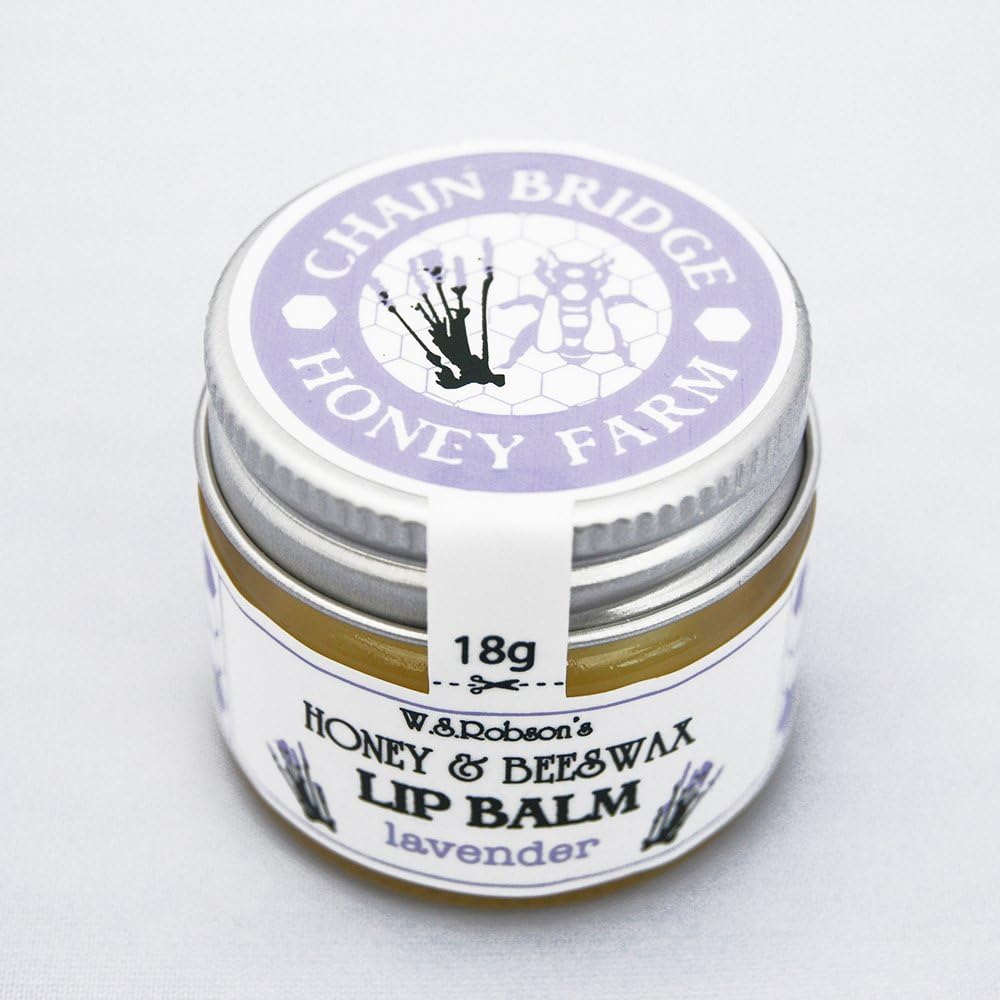 CHAIN BRIDGE
HONEY FARM
18g
W.S.Robson's
HONEY & BEESWAX
LIP BALM
lavender